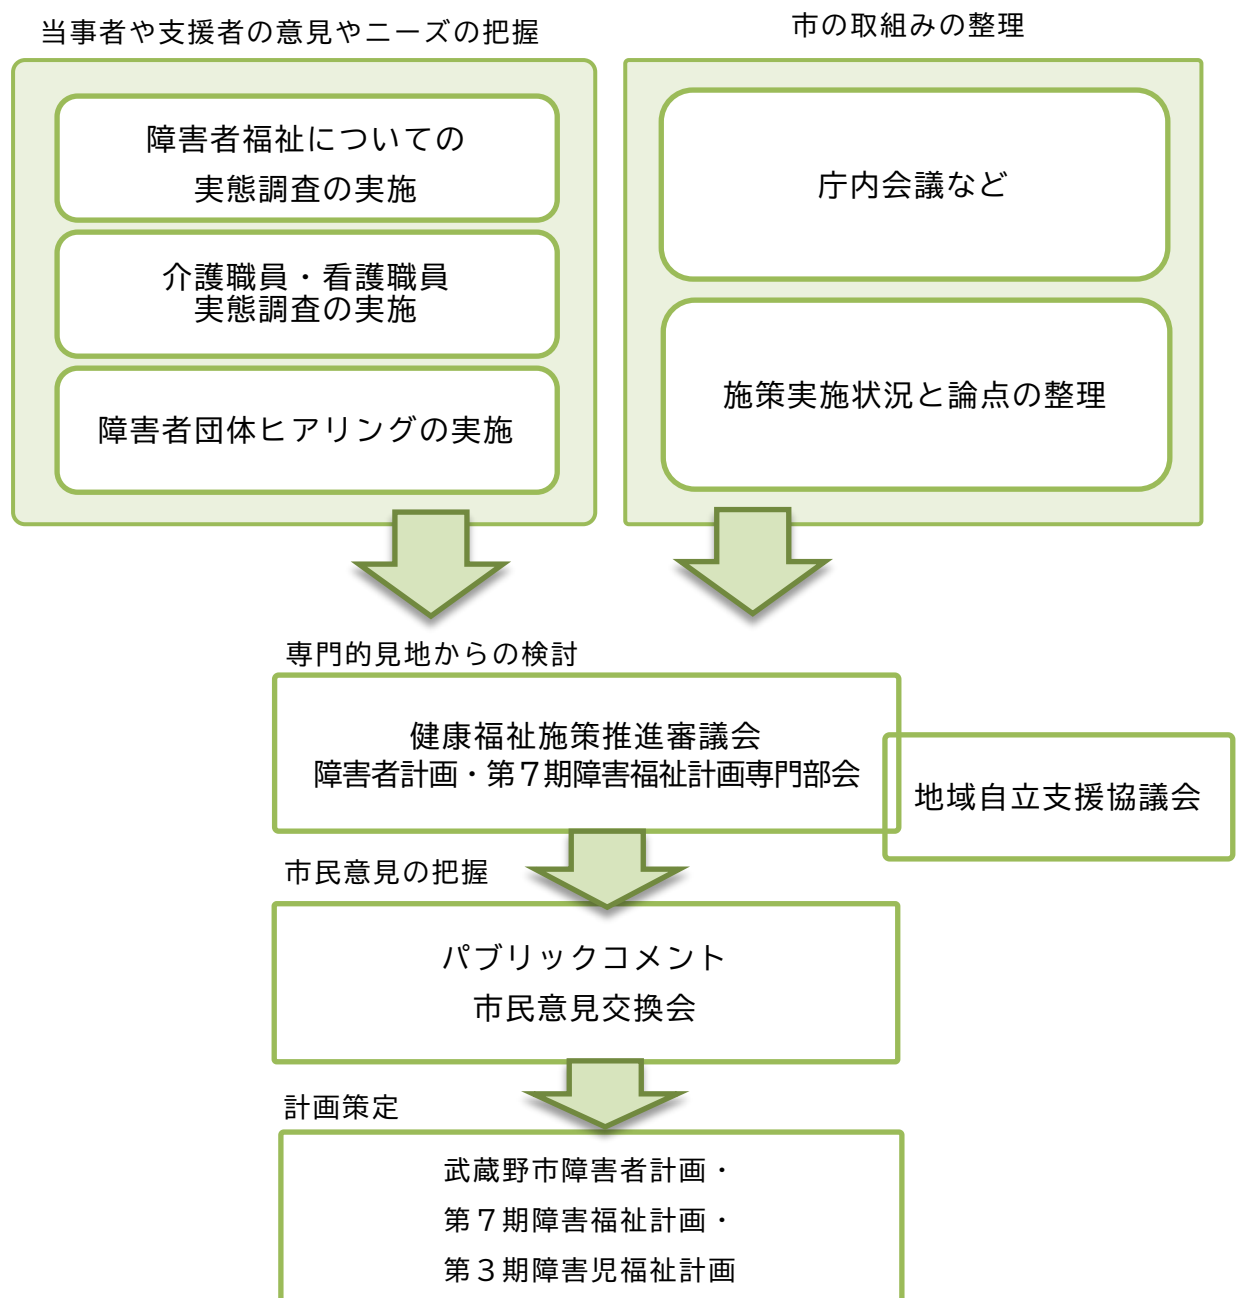 当事者や支援者の意見やニーズの把握
障害者福祉についての
実態調査の実施
介護職員・看護職員
実態調査の実施
障害者団体ヒアリングの実施
市の取組みの整理
庁内会議など
施策実施状況と論点の整理
専門的見地からの検討
健康福祉施策推進審議会
障害者計画・第７期障害福祉計画専門部会
地域自立支援協議会
市民意見の把握
パブリックコメント
市民意見交換会
計画策定
武蔵野市障害者計画・
第７期障害福祉計画・
第３期障害児福祉計画